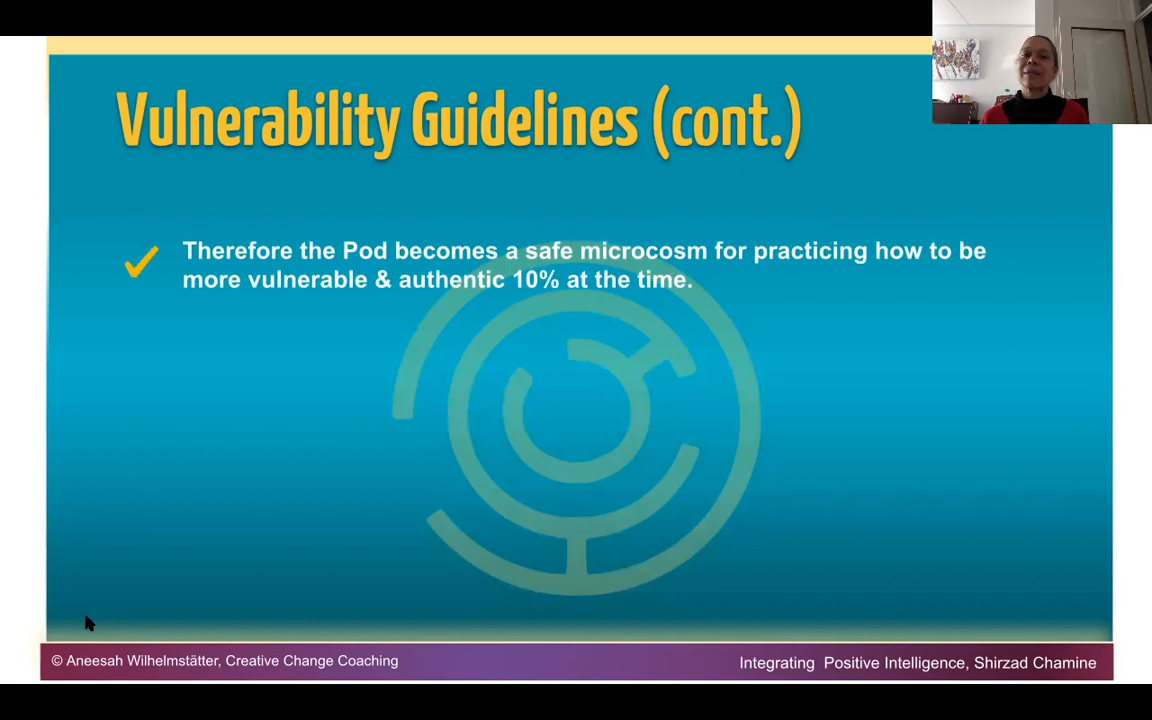 Vulnerability Guidelines (cont.)
Therefore the Pod becomes a safe microcosm for practicing how to be
more vulnerable & authentic 10% at the time.
© Aneesah Wilhelmstätter, Creative Change Coaching
Integrating  Positive Intelligence, Shirzad Chamine